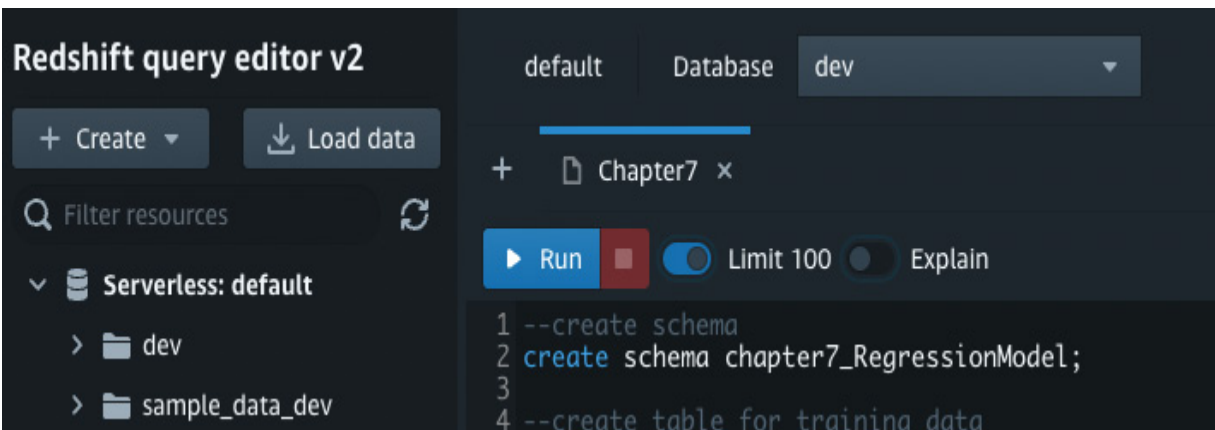 Redshift query editor v2
+ Create
Load data
Filter resources
Serverless: default
dev
sample_data_dev
default Database dev
+ Chapter7 ×
Run Limit 100 Explain
1 --create schema
2 create schema chapter7_RegressionModel;
3
4 --create table for training data